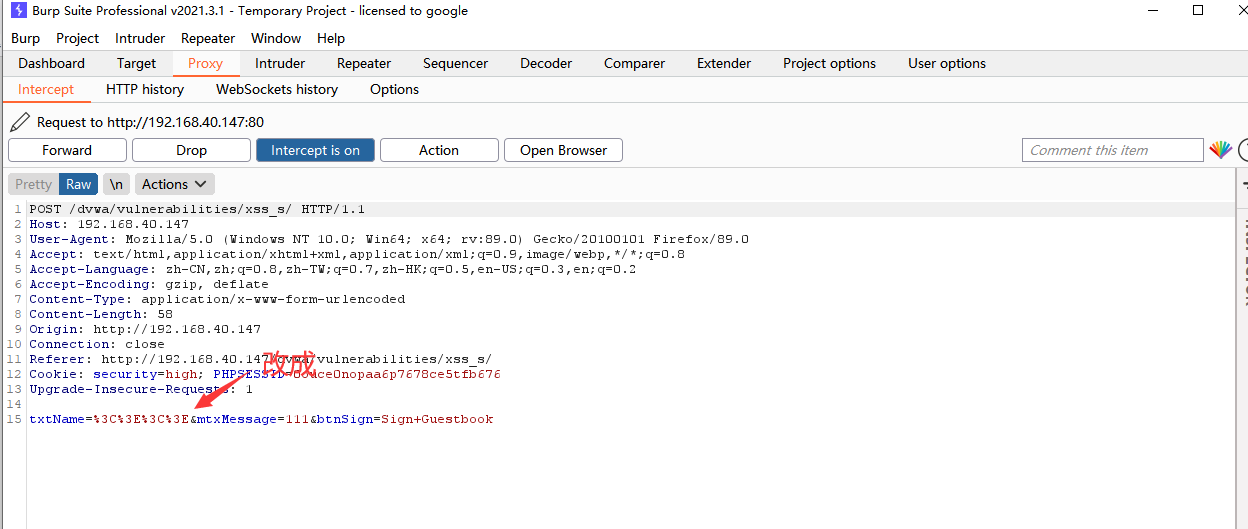 Burp Suite Professional v2021.3.1 - Temporary Project - licensed to google
Burp Project Intruder Repeater Window Help
Dashboard Target Proxy Intruder Repeater Sequencer Decoder Comparer Extender Project options User options
Intercept HTTP history WebSockets history Options
Request to http://192.168.40.147:80
Forward Drop Intercept is on Action Open Browser Comment this item
Pretty Raw \n Actions
1 POST /dvwa/vulnerabilities/xss_s/ HTTP/1.1
2 Host: 192.168.40.147
3 User-Agent: Mozilla/5.0 (Windows NT 10.0; Win64; x64; rv:89.0) Gecko/20100101 Firefox/89.0
4 Accept: text/html,application/xhtml+xml,application/xml;q=0.9,image/webp,*/*;q=0.8
5 Accept-Language: zh-CN,zh;q=0.8,zh-TW;q=0.7,zh-HK;q=0.5,en-US;q=0.3,en;q=0.2
6 Accept-Encoding: gzip, deflate
7 Content-Type: application/x-www-form-urlencoded
8 Content-Length: 58
9 Origin: http://192.168.40.147
10 Connection: close
11 Referer: http://192.168.40.147/dvwa/vulnerabilities/xss_s/
改成
12 Cookie: security=high;
13 Upgrade-Insecure-Requests: 1
14
15 txtName=%3C%3E%3C%3E&mtxMessage=111&btnSign=Sign+Guestbook